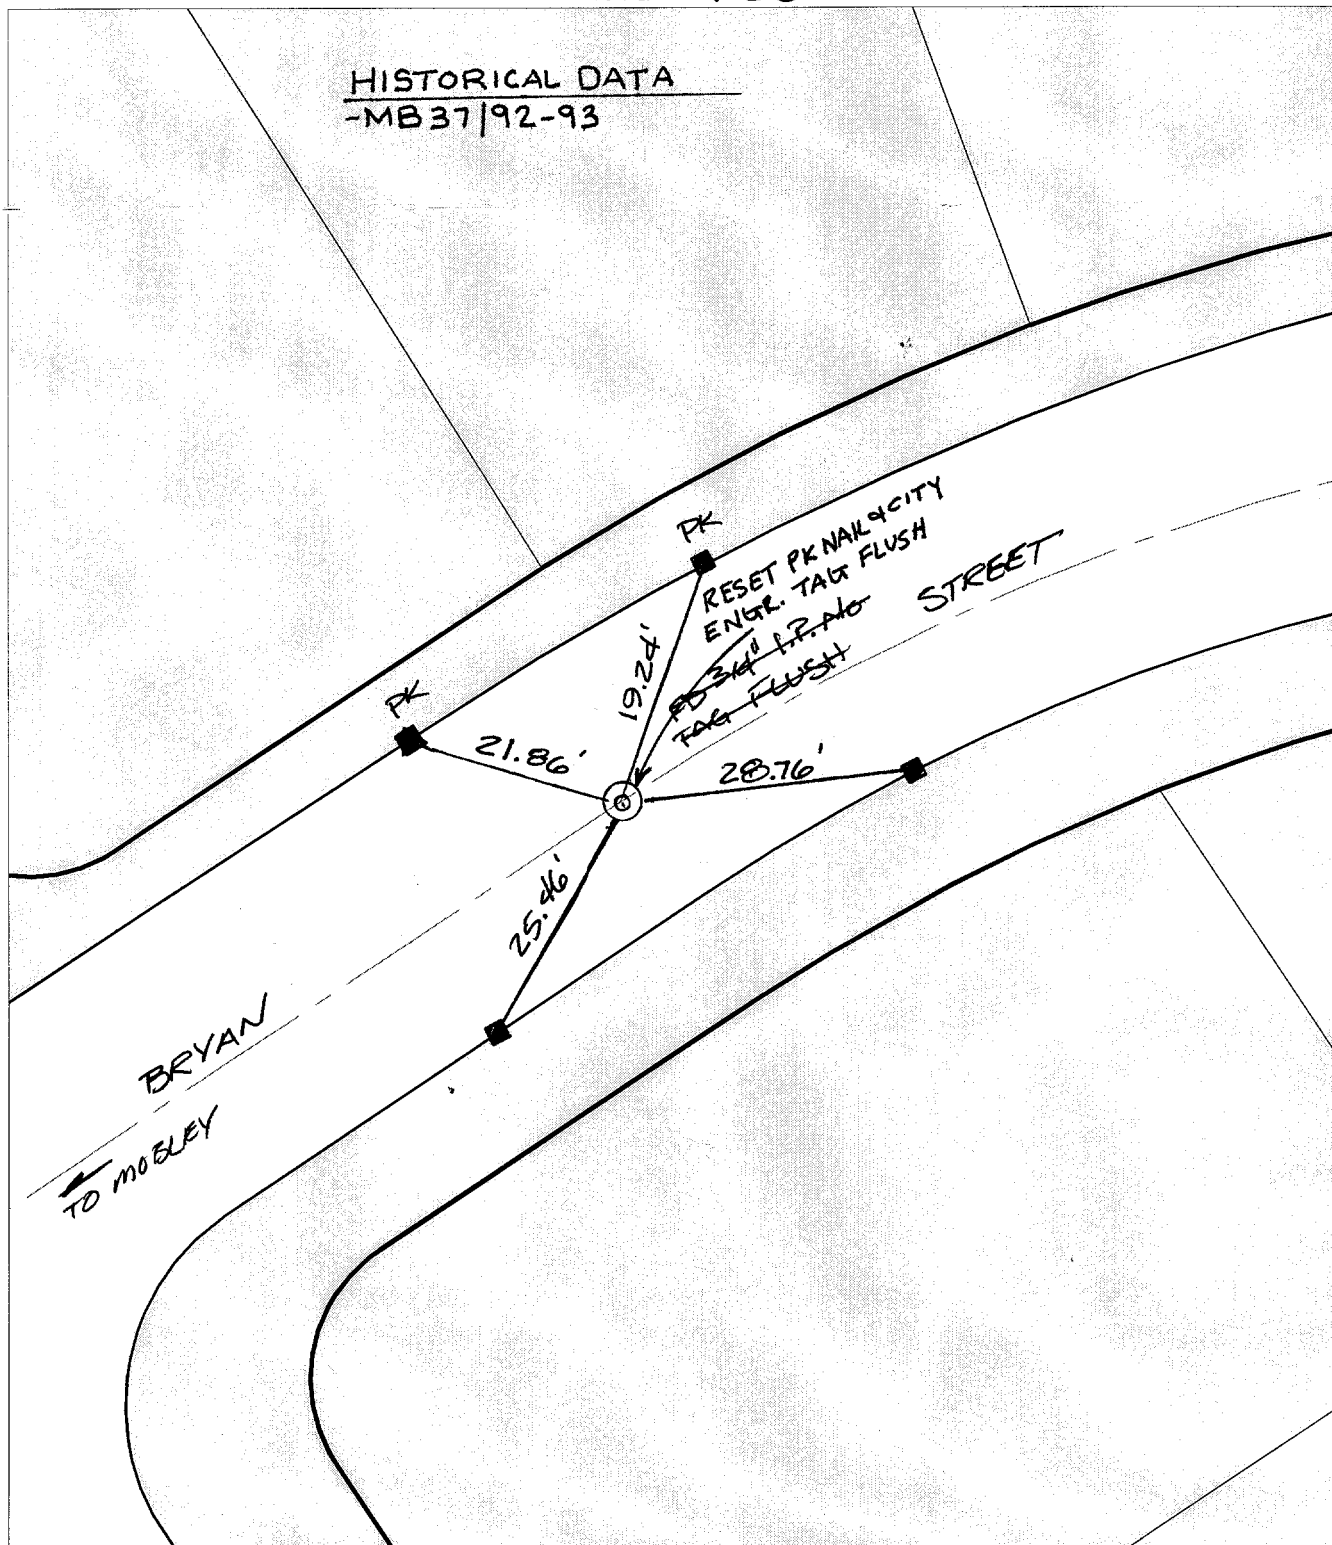 HISTORICAL DATA
-MB37/92-93
PK
RESET PK NAIL & CITY
ENGR. TAG FLUSH
FD 3/4" I.P. NO
TAG FLUSH
STREET
PK
19.24'
21.86'
28.76'
25.46'
BRYAN
TO MOBLEY